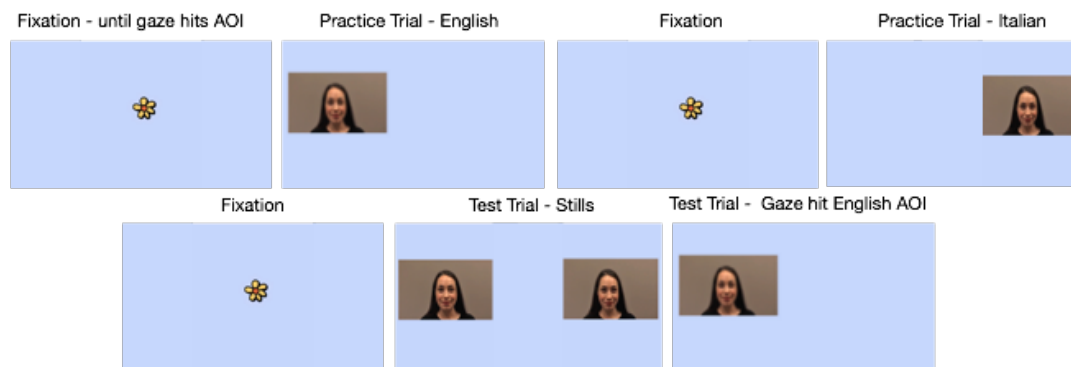 Fixation - until gaze hits AOI
Practice Trial - English
Fixation
Practice Trial - Italian
Fixation
Test Trial - Stills
Test Trial - Gaze hit English AOI